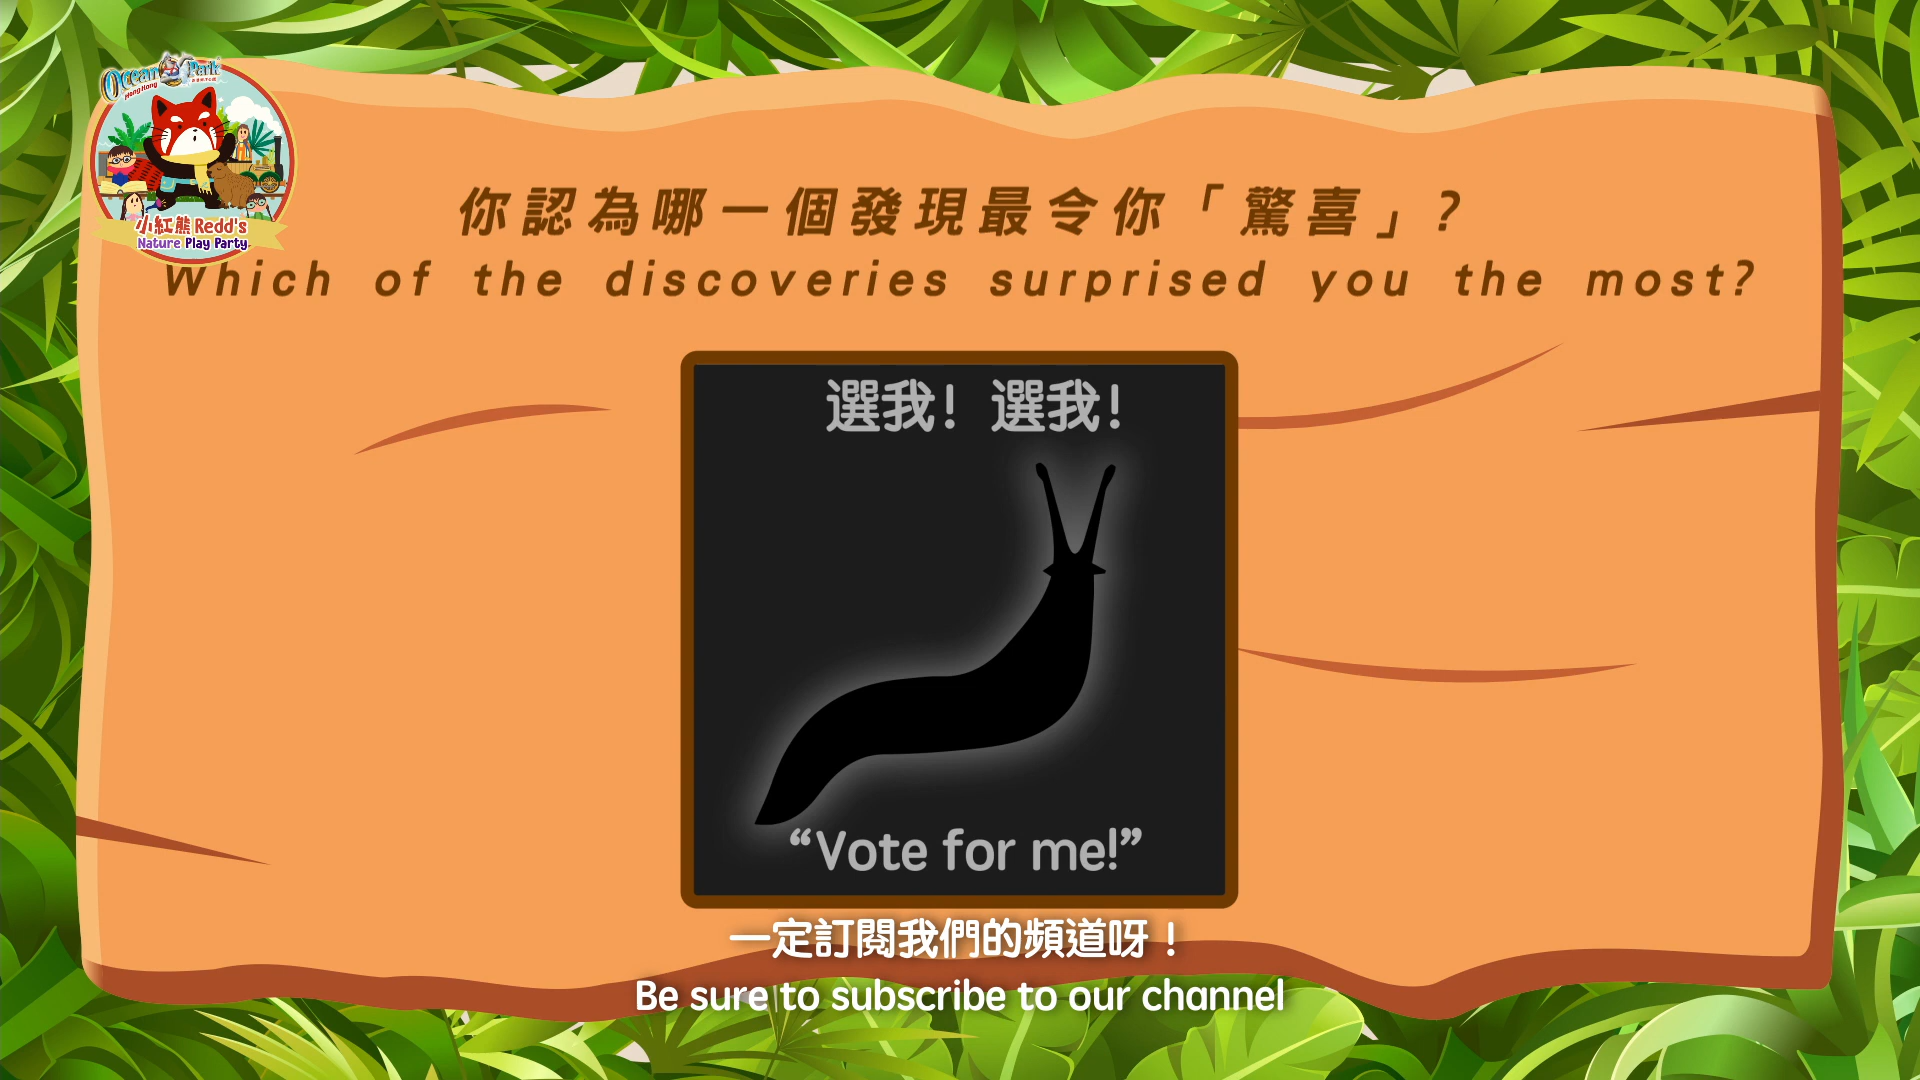 Ocean Park
Hong Kong
小紅熊 Redd's
Nature Play Party
你認為哪一個發現最令你「驚喜」?
Which of the discoveries surprised you the most?
選我! 選我!
“Vote for me!”
一定訂閱我們的頻道呀！
Be sure to subscribe to our channel